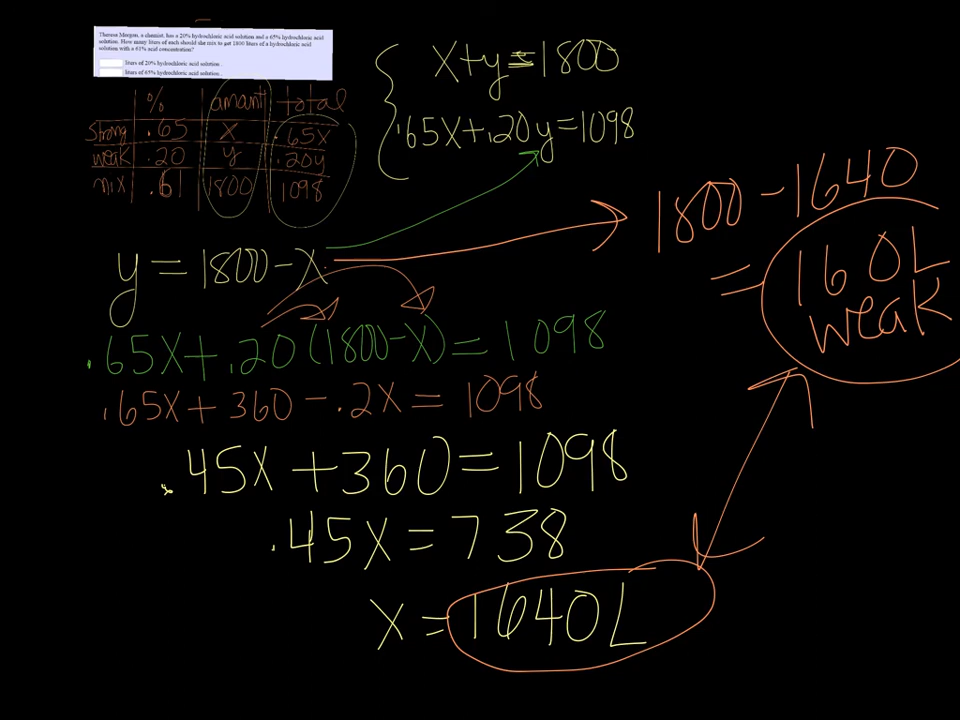 Theresa Morgan, a chemist, has a 20% hydrochloric acid solution and a 65% hydrochloric acid
solution. How many liters of each should she mix to get 1800 liters of a hydrochloric acid
solution with a 61% acid concentration?
liters of 20% hydrochloric acid solution.
liters of 65% hydrochloric acid solution.
% amant total
strong .65 x .65x
weak .20 y .20y
mix .61 1800 1098
x+y=1800
.65x+.20y=1098
y=1800-x
1800-1640
=160L
weak
.65x+.20(1800-x)=1098
.65x+360-.2x=1098
.45x+360=1098
.45x=738
x=1640L